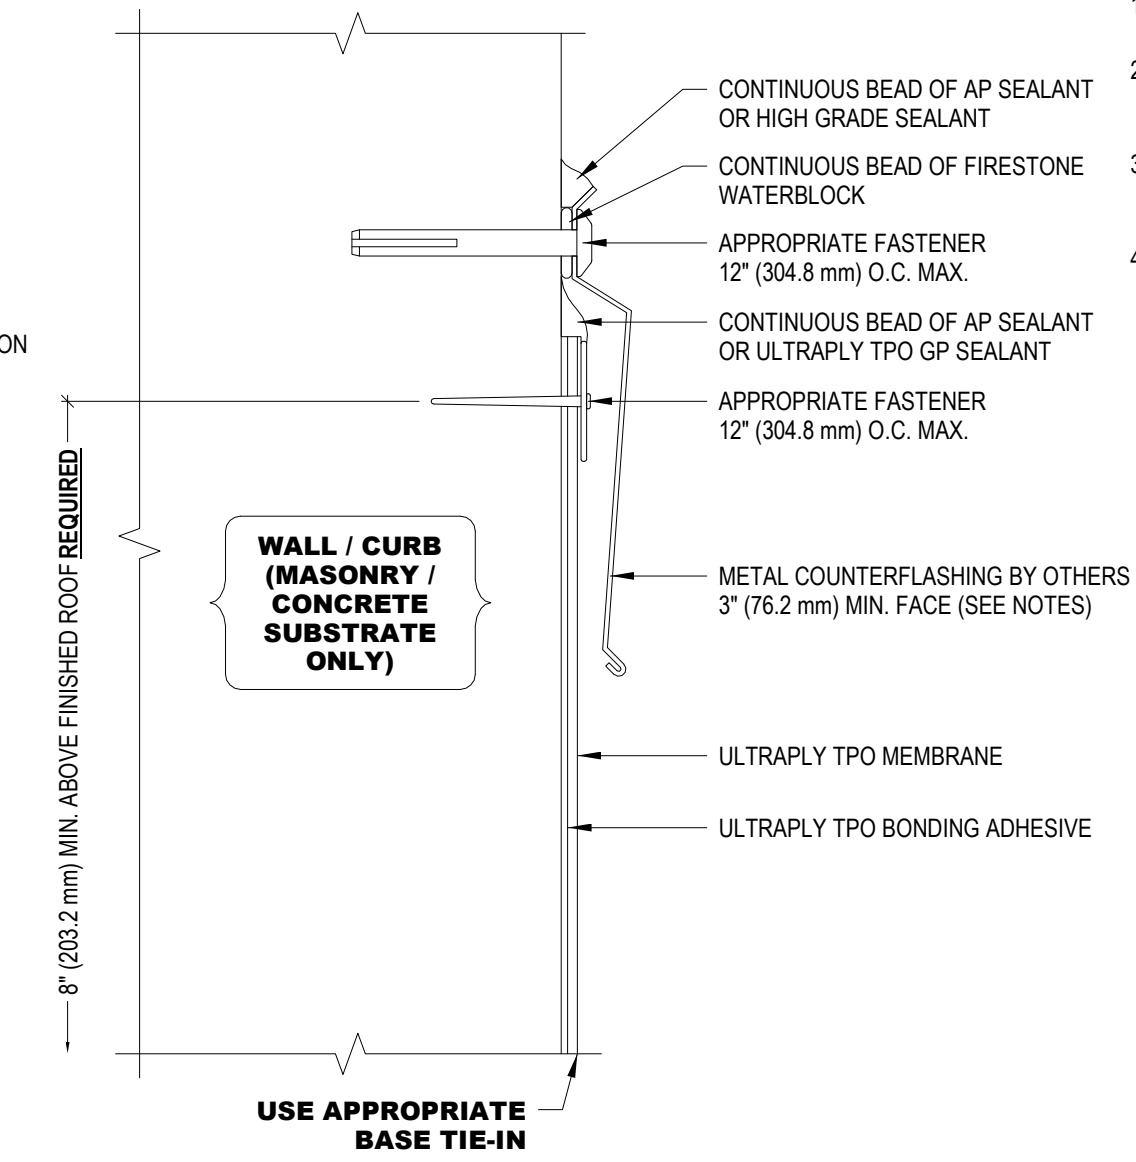 CONTINUOUS BEAD OF AP SEALANT
OR HIGH GRADE SEALANT
CONTINUOUS BEAD OF FIRESTONE
WATERBLOCK
APPROPRIATE FASTENER
12" (304.8 mm) O.C. MAX.
CONTINUOUS BEAD OF AP SEALANT
OR ULTRAPLY TPO GP SEALANT
APPROPRIATE FASTENER
12" (304.8 mm) O.C. MAX.
METAL COUNTERFLASHING BY OTHERS
3" (76.2 mm) MIN. FACE (SEE NOTES)
ULTRAPLY TPO MEMBRANE
ULTRAPLY TPO BONDING ADHESIVE
ON
8" (203.2 mm) MIN. ABOVE FINISHED ROOF REQUIRED
WALL / CURB
(MASONRY /
CONCRETE
SUBSTRATE
ONLY)
USE APPROPRIATE
BASE TIE-IN
2
3
4